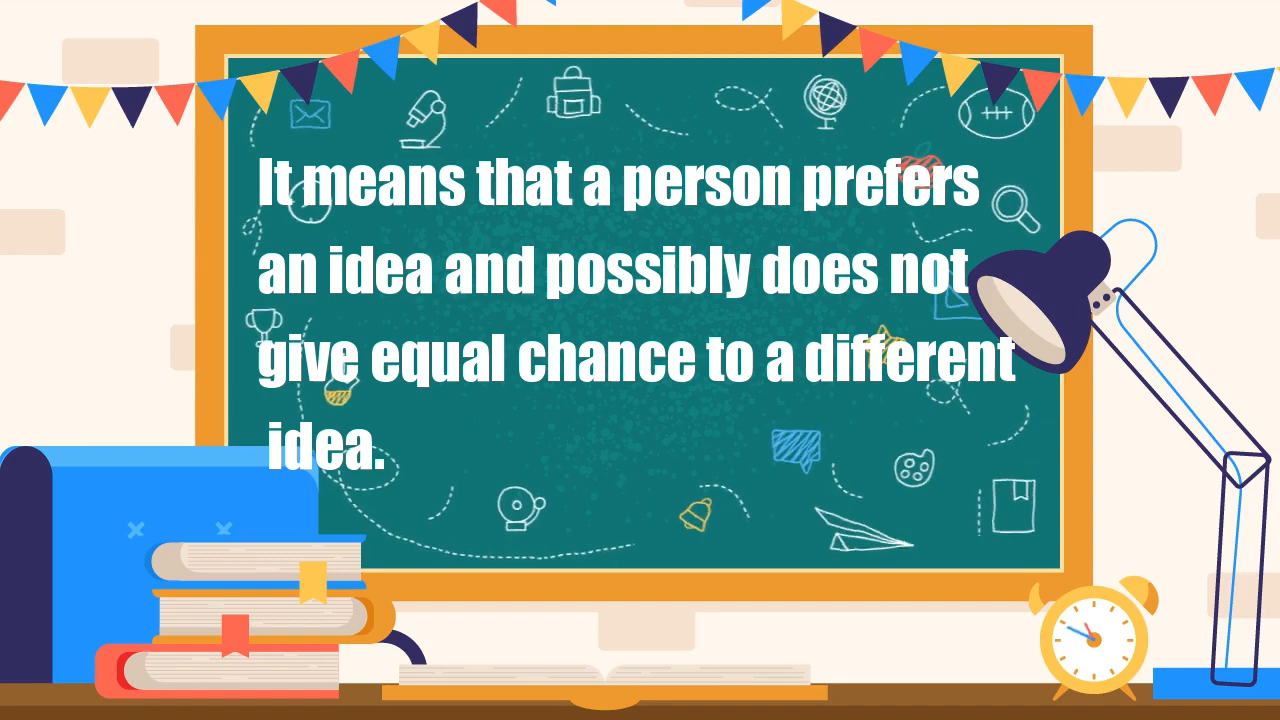 It means that a person prefers
an idea and possibly does not
give equal chance to a different
idea.